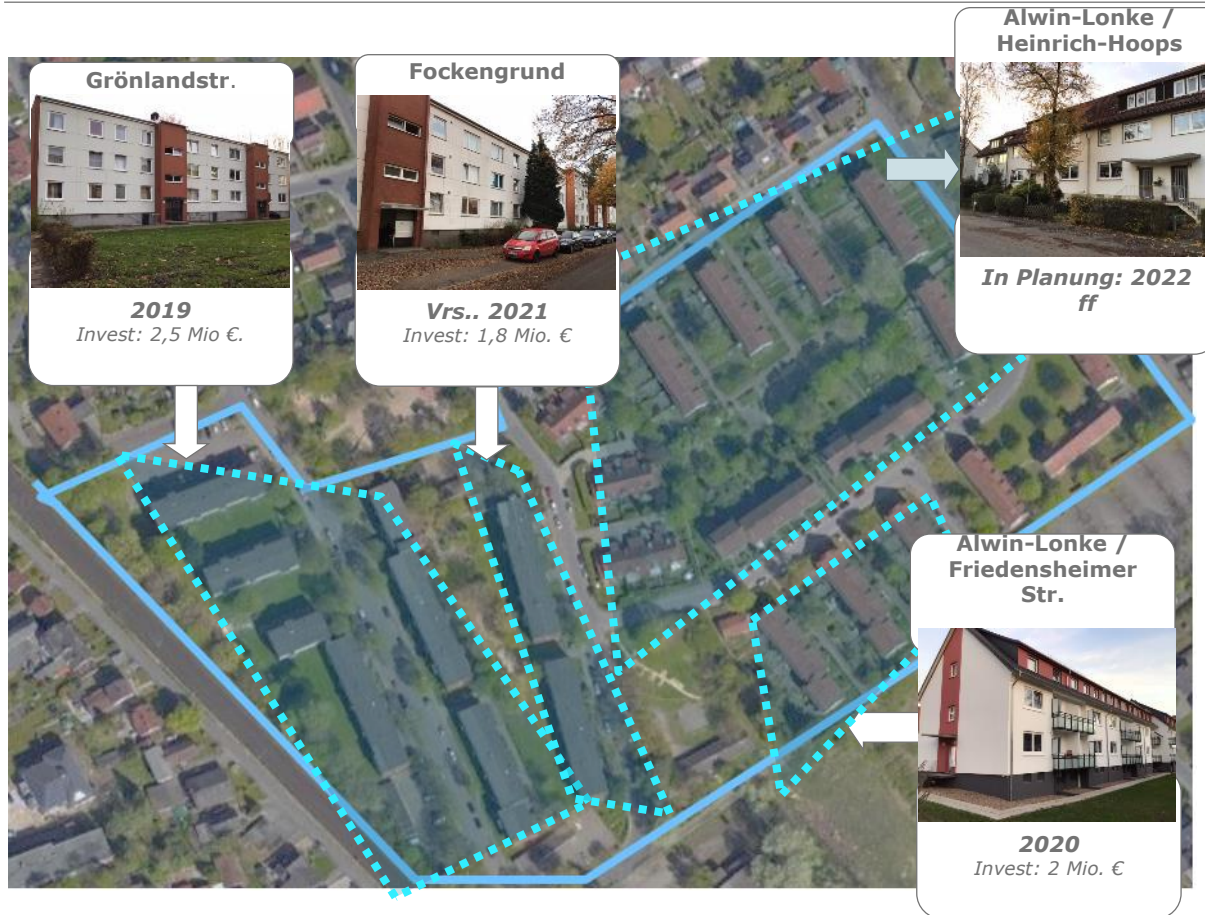 Grönlandstr.
2019
Invest: 2,5 Mio €.
Fockengrund
Vrs.. 2021
Invest: 1,8 Mio. €
Alwin-Lonke /
Heinrich-Hoops
In Planung: 2022
ff
Alwin-Lonke /
Friedensheimer
Str.
2020
Invest: 2 Mio. €